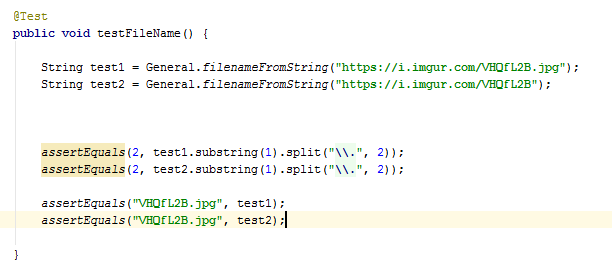 @Test
public void testFileName() {
String test1 = General.filenameFromString("https://i.imgur.com/VHQfL2B.jpg");
String test2 = General.filenameFromString("https://i.imgur.com/VHQfL2B");
assertEquals(2, test1.substring(1).split("\\.", 2));
assertEquals(2, test2.substring(1).split("\\.", 2));
assertEquals("VHQfL2B.jpg", test1);
assertEquals("VHQfL2B.jpg", test2);
}